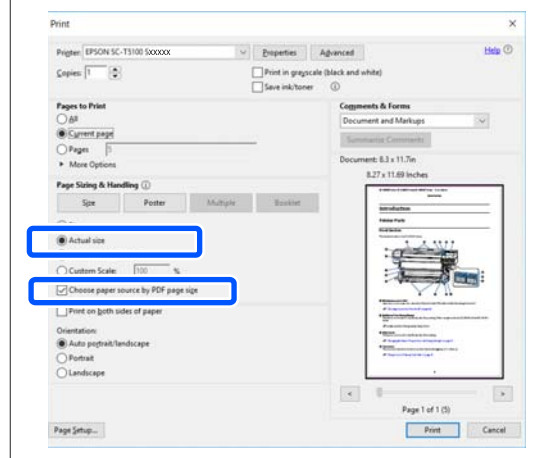 Print
Printer: EPSON SC-T5100 Sxxxxx
Properties
Advanced
Help
Copies: 1
Print in grayscale (black and white)
Save ink/toner
Pages to Print
All
Current page
Pages 5
More Options
Comments & Forms
Document and Markups
Summarize Comments
Document: 8.3 x 11.7in
8.27 x 11.69 Inches
Page Sizing & Handling
Size
Poster
Multiple
Booklet
Actual size
Custom Scale: 100 %
Choose paper source by PDF page size
Print on both sides of paper
Orientation:
Auto portrait/landscape
Portrait
Landscape
Introduction
Printer Parts
<
>
Page 1 of 1 (5)
Page Setup...
Print
Cancel